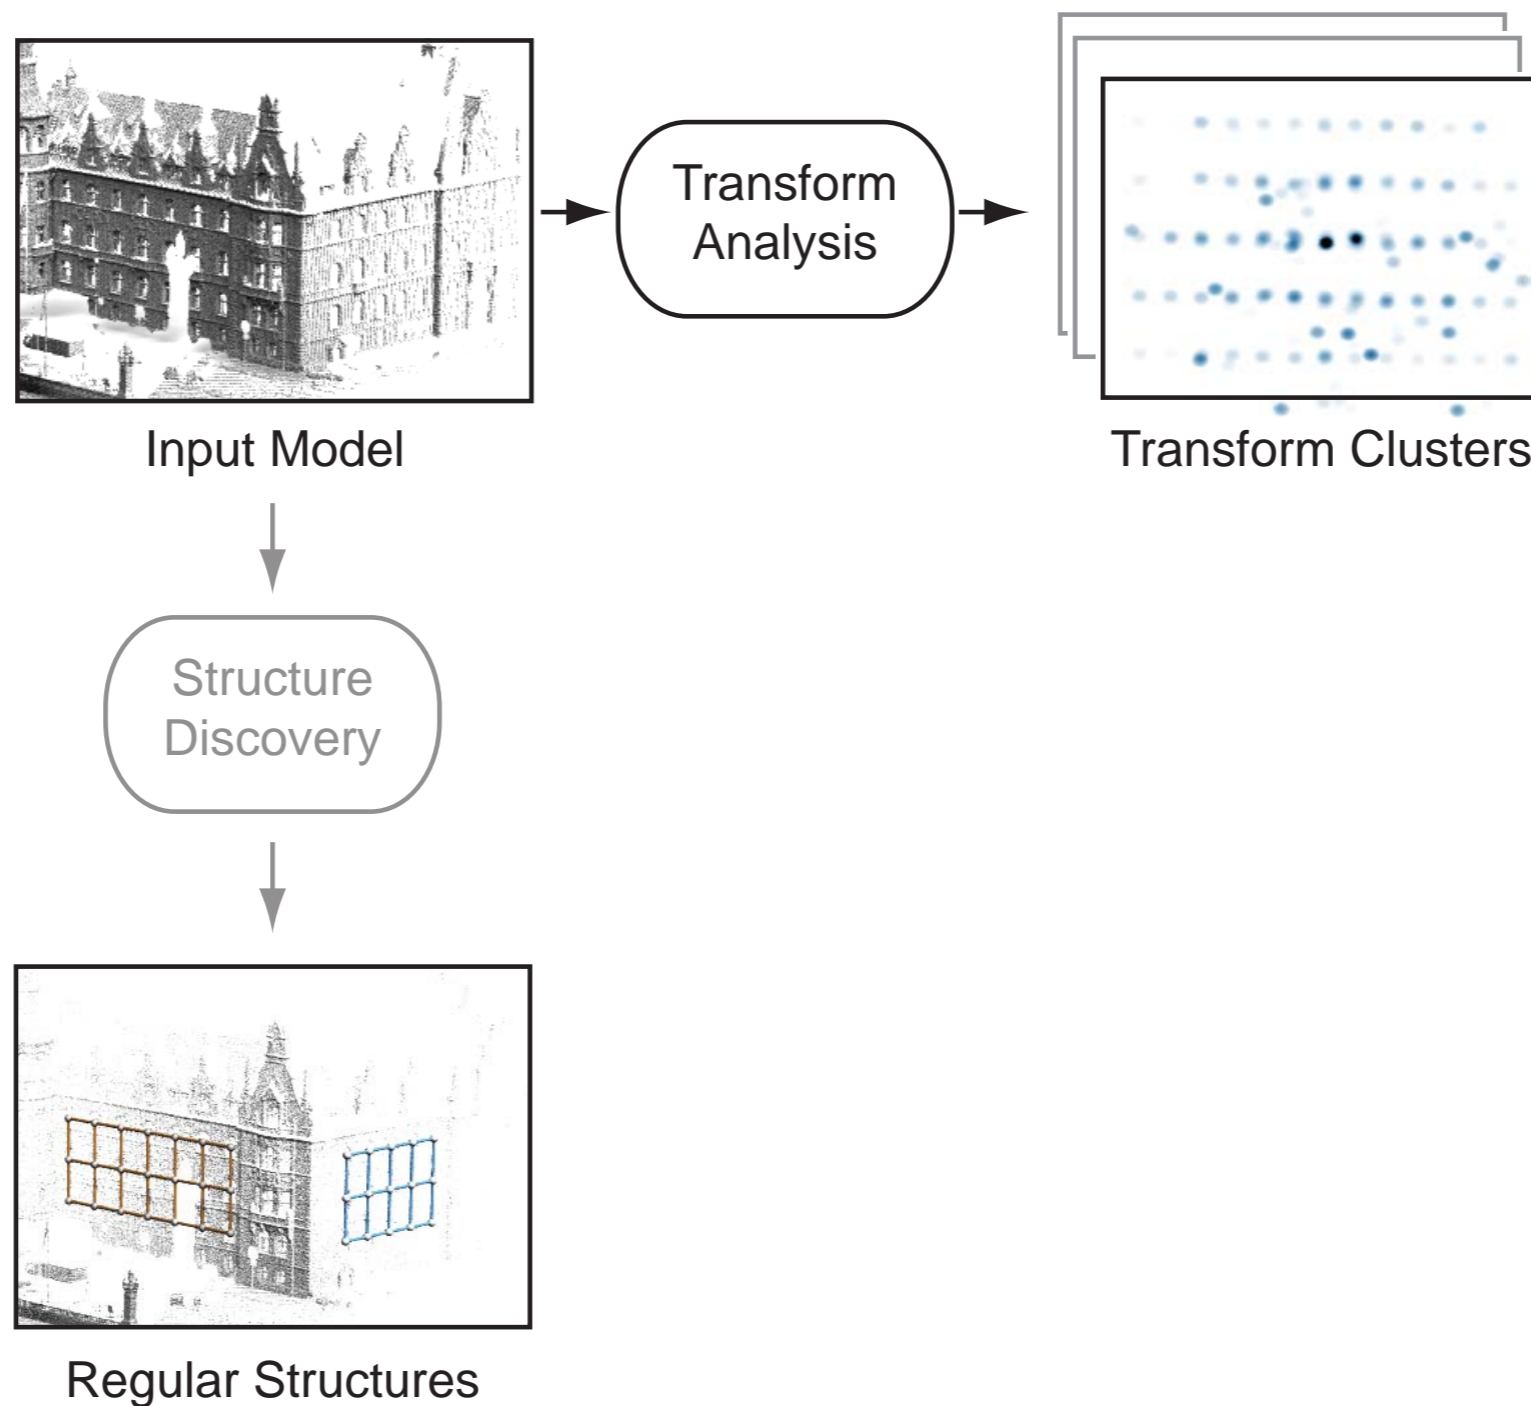 Transform
Analysis
Input Model
Transform Clusters
Structure
Discovery
Regular Structures